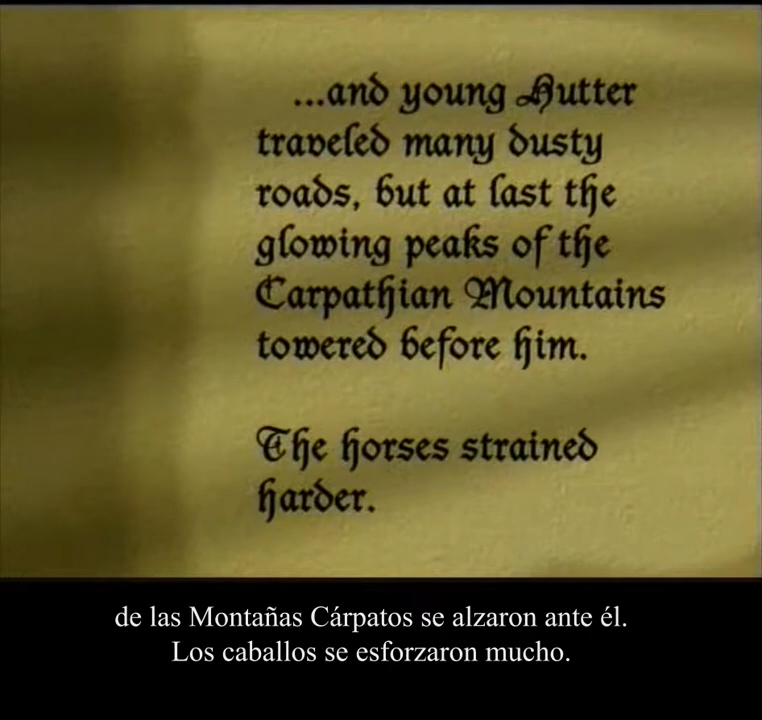 ...and young Hutter
traveled many dusty
roads, but at last the
glowing peaks of the
Carpathian Mountains
towered before him.
The horses strained
harder.
de las Montañas Cárpatos se alzaron ante él.
Los caballos se esforzaron mucho.